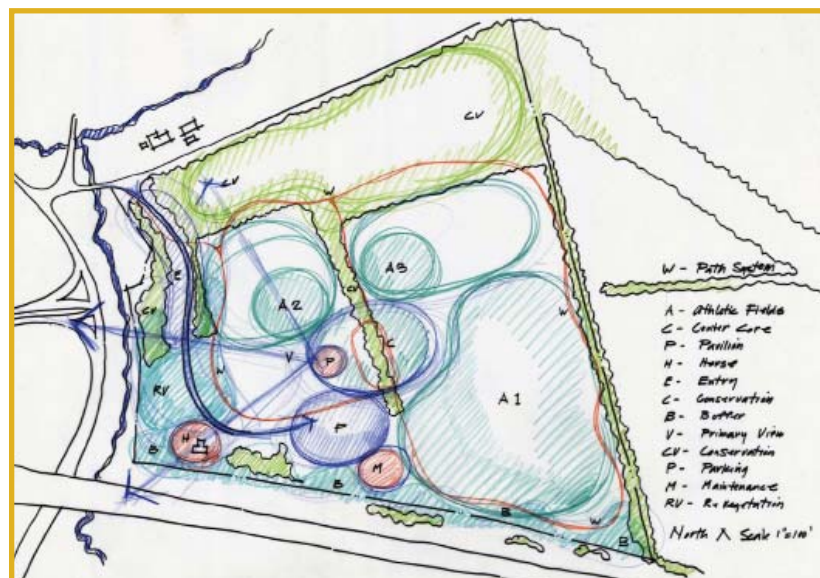 CV
CV
W
E
A2
A3
CV
CV
W
W
C
V
P
W
RV
A1
P
H
B
M
B
B
W
B
W - Path System
A - Athletic Fields
C - Center Core
P - Pavilion
H - House
E - Entry
C - Conservation
B - Buffer
V - Primary View
CV - Conservation
P - Parking
M - Maintenance
RV - Revegetation
North Scale 1"=100'